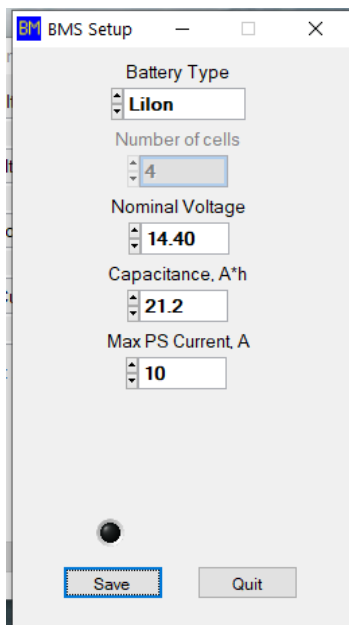 BM BMS Setup
Battery Type
LiIon
Number of cells
4
Nominal Voltage
14.40
Capacitance, A*h
21.2
Max PS Current, A
10
Save Quit